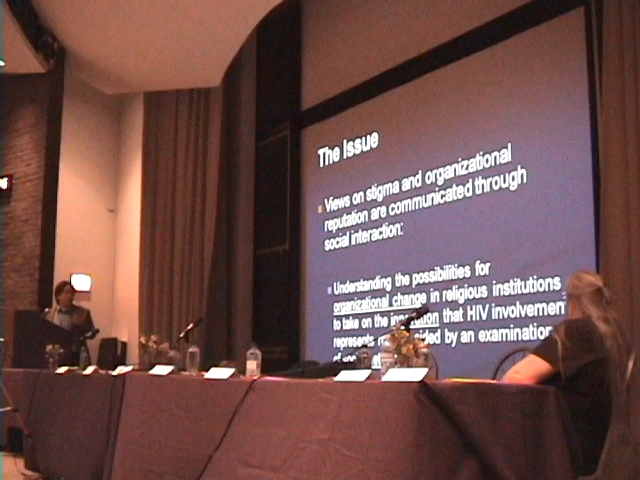 The Issue
Views on stigma and organizational
reputation are communicated through
social interaction:
Understanding the possibilities for
organizational change in religious institutions
to take on the that HIV involvement
represents by an examination
of